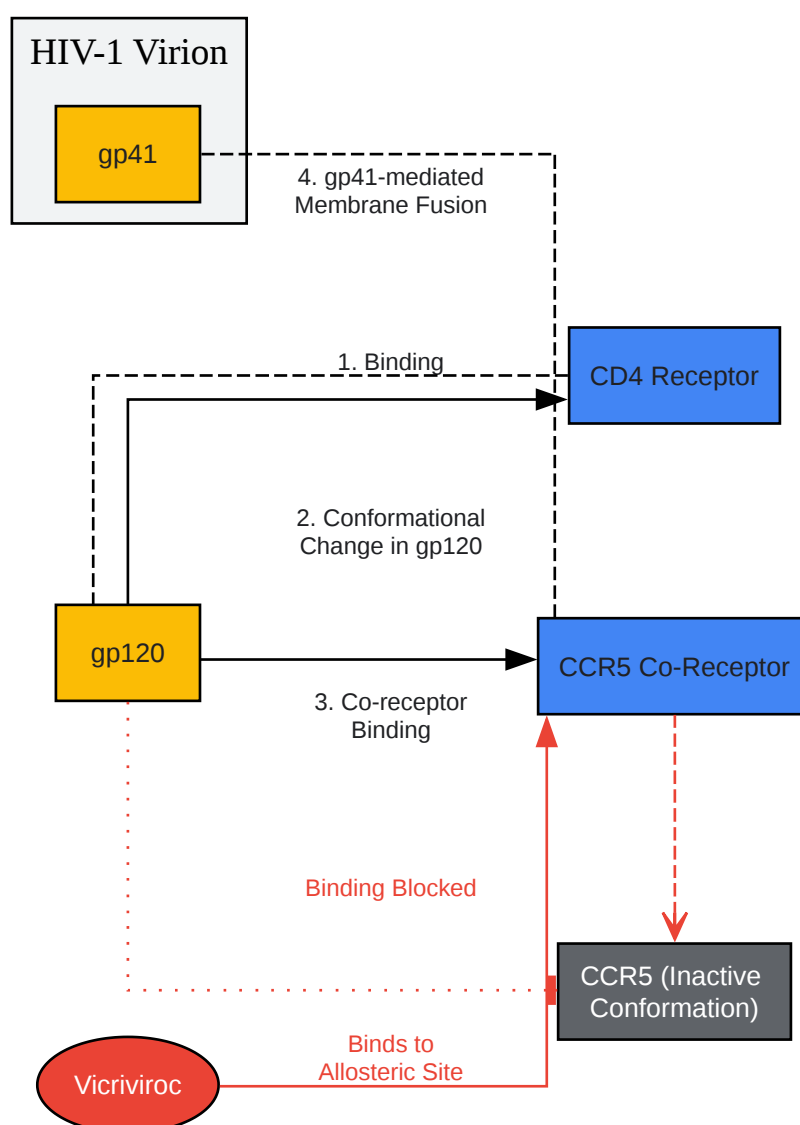 HIV-1 Virion
gp41
4. gp41-mediated
Membrane Fusion
1. Binding
CD4 Receptor
2. Conformational
Change in gp120
gp120
CCR5 Co-Receptor
3. Co-receptor
Binding
Binding Blocked
CCR5 (Inactive
Conformation)
Binds to
Allosteric Site
Vicriviroc